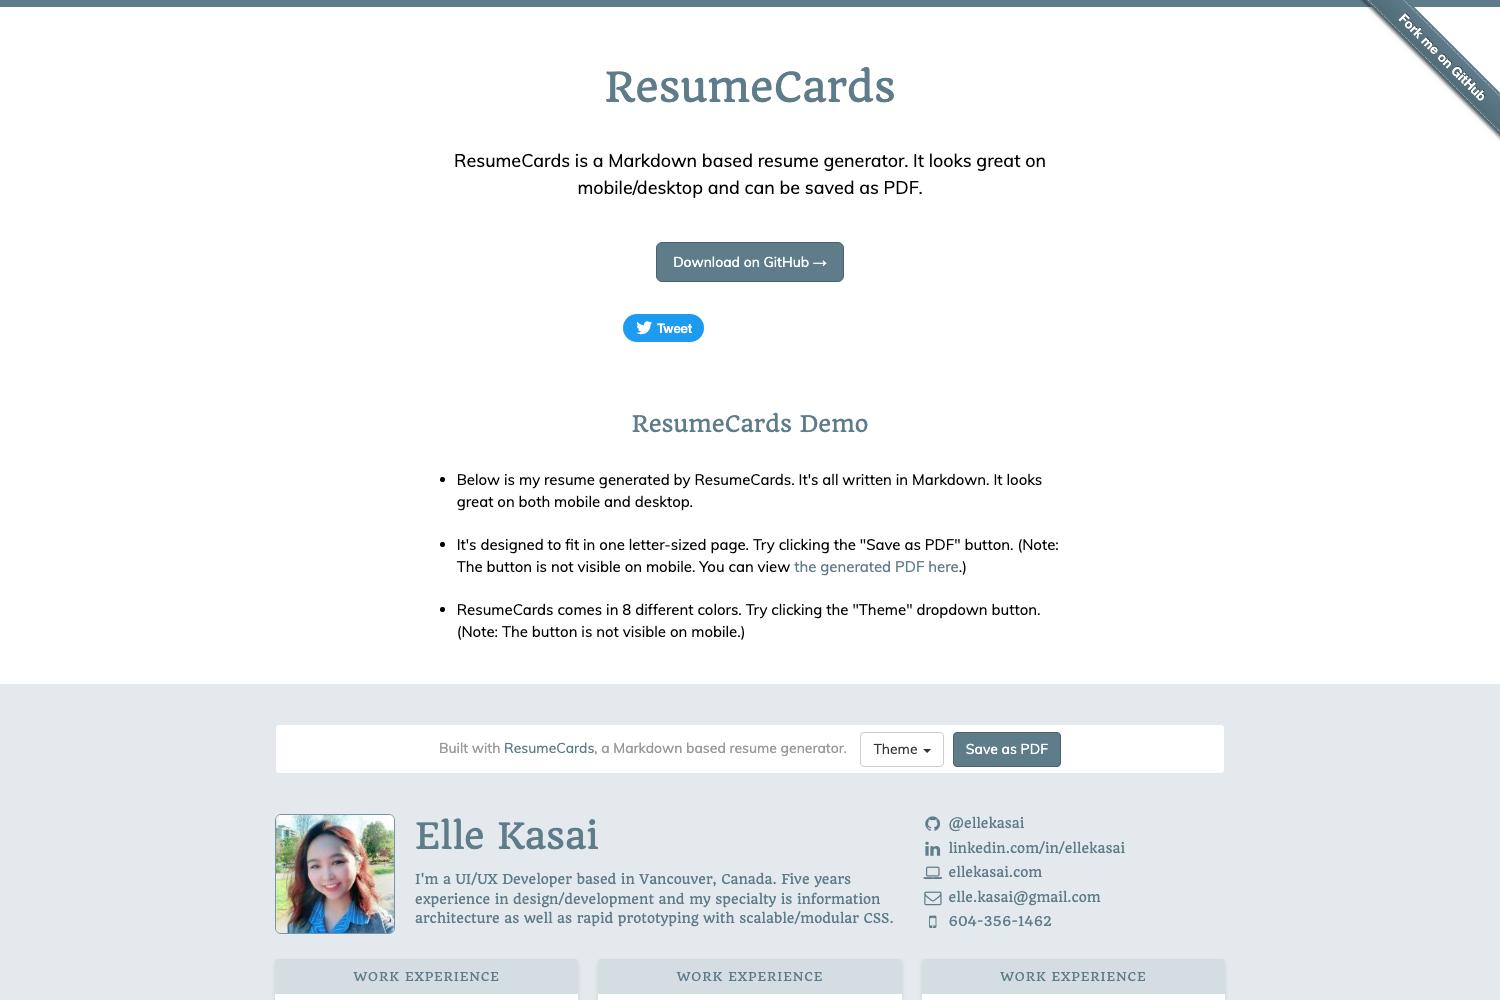 Fork me on GitHub
ResumeCards
ResumeCards is a Markdown based resume generator. It looks great on
mobile/desktop and can be saved as PDF.
Download on GitHub →
Tweet
ResumeCards Demo
• Below is my resume generated by ResumeCards. It's all written in Markdown. It looks
great on both mobile and desktop.
• It's designed to fit in one letter-sized page. Try clicking the "Save as PDF" button. (Note:
The button is not visible on mobile. You can view the generated PDF here.)
• ResumeCards comes in 8 different colors. Try clicking the "Theme" dropdown button.
(Note: The button is not visible on mobile.)
Built with ResumeCards, a Markdown based resume generator. Theme Save as PDF
Elle Kasai
I'm a UI/UX Developer based in Vancouver, Canada. Five years
experience in design/development and my specialty is information
architecture as well as rapid prototyping with scalable/modular CSS.
@ellekasai
linkedin.com/in/ellekasai
ellekasai.com
elle.kasai@gmail.com
604-356-1462
WORK EXPERIENCE
WORK EXPERIENCE
WORK EXPERIENCE